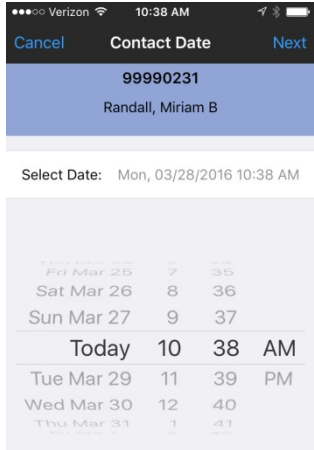 Verizon 10:38 AM
Cancel Contact Date Next
99990231
Randall, Miriam B
Select Date: Mon, 03/28/2016 10:38 AM
Fri Mar 25 7 35
Sat Mar 26 8 36
Sun Mar 27 9 37
Today 10 38 AM
Tue Mar 29 11 39 PM
Wed Mar 30 12 40
Thu Mar 31 1 41